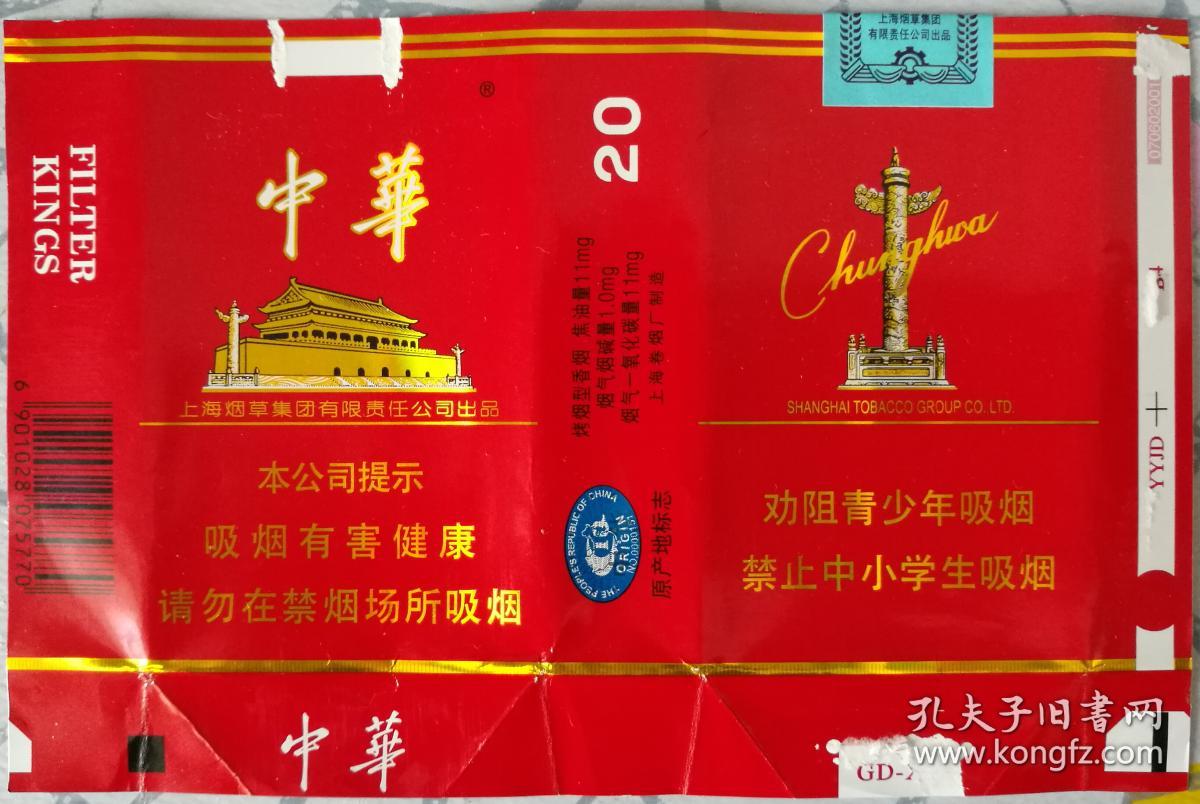 FILTER
KINGS
6 901028 075770
®
中華
上海烟草集团有限责任公司出品
本公司提示
吸烟有害健康
请勿在禁烟场所吸烟
中華
20
烤烟型香烟 焦油量11mg
烟气烟碱量1.0mg
烟气一氧化碳量11mg
上海卷烟厂制造
THE PEOPLE'S REPUBLIC OF CHINA
ORIGIN
原产地标志
上海烟草集团
有限责任公司出品
Chunghwa
SHANGHAI TOBACCO GROUP CO. LTD.
劝阻青少年吸烟
禁止中小学生吸烟
YYJD
GD-
孔夫子旧书网
www.kongfz.com